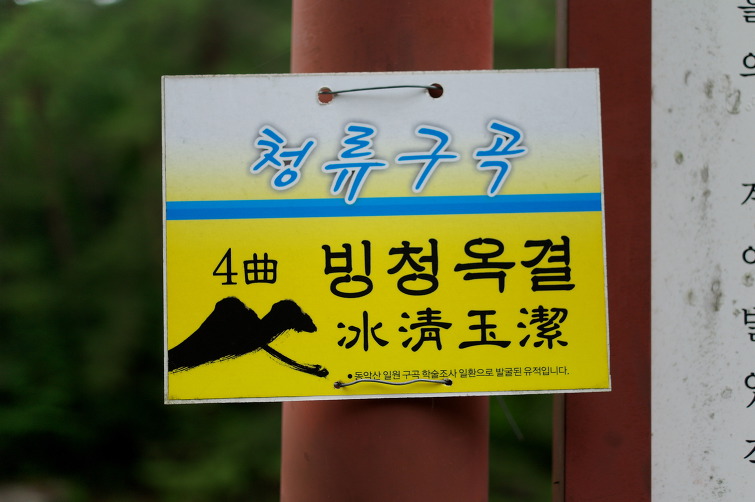 청류구곡
4曲 빙청옥결
冰清玉潔
● 동악산 일원 구곡 학술조사 일환으로 발굴된 유적입니다.